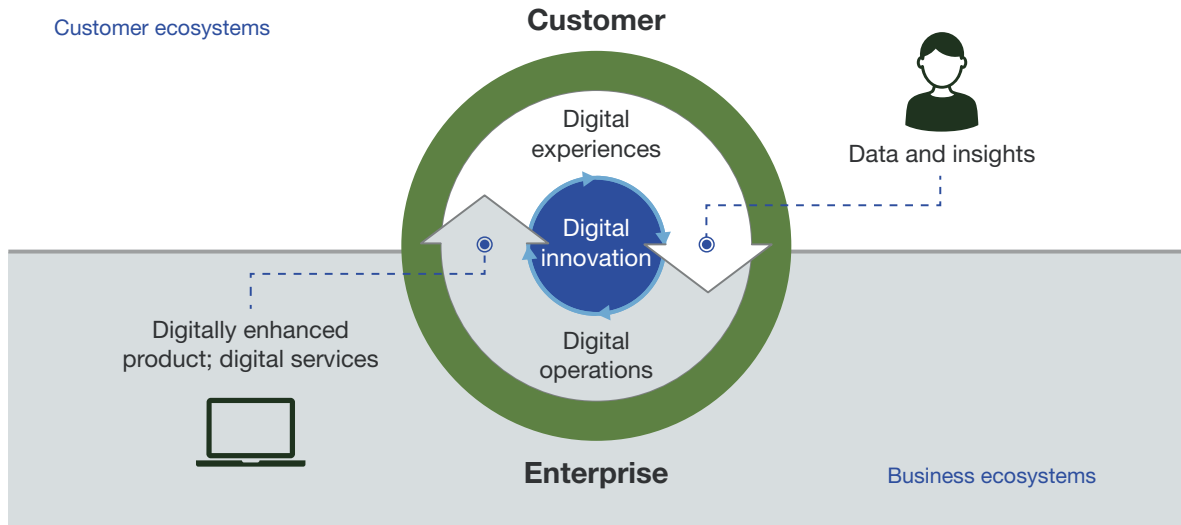 Customer ecosystems
Customer
Digital
experiences
Data and insights
Digital
innovation
Digitally enhanced
product; digital services
Digital
operations
Enterprise
Business ecosystems